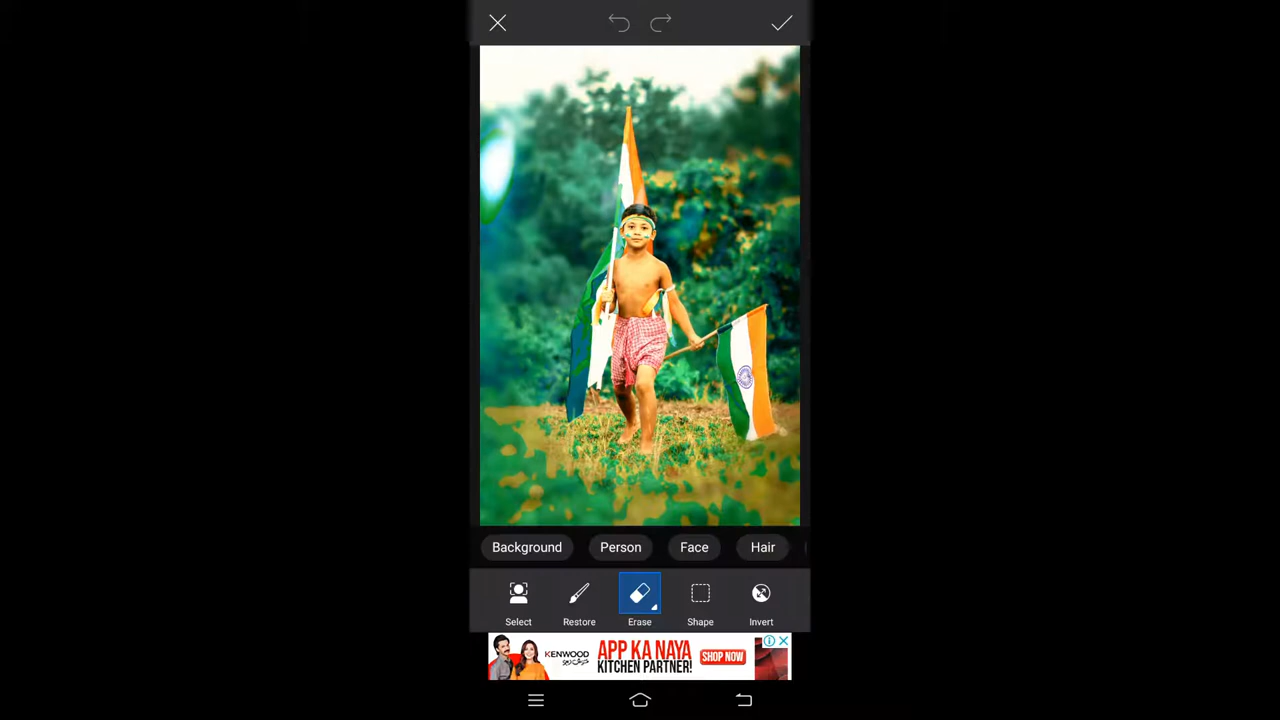 Background Person Face Hair
Select Restore Erase Shape Invert
KENWOOD
APP KA NAYA
KITCHEN PARTNER!
SHOP NOW